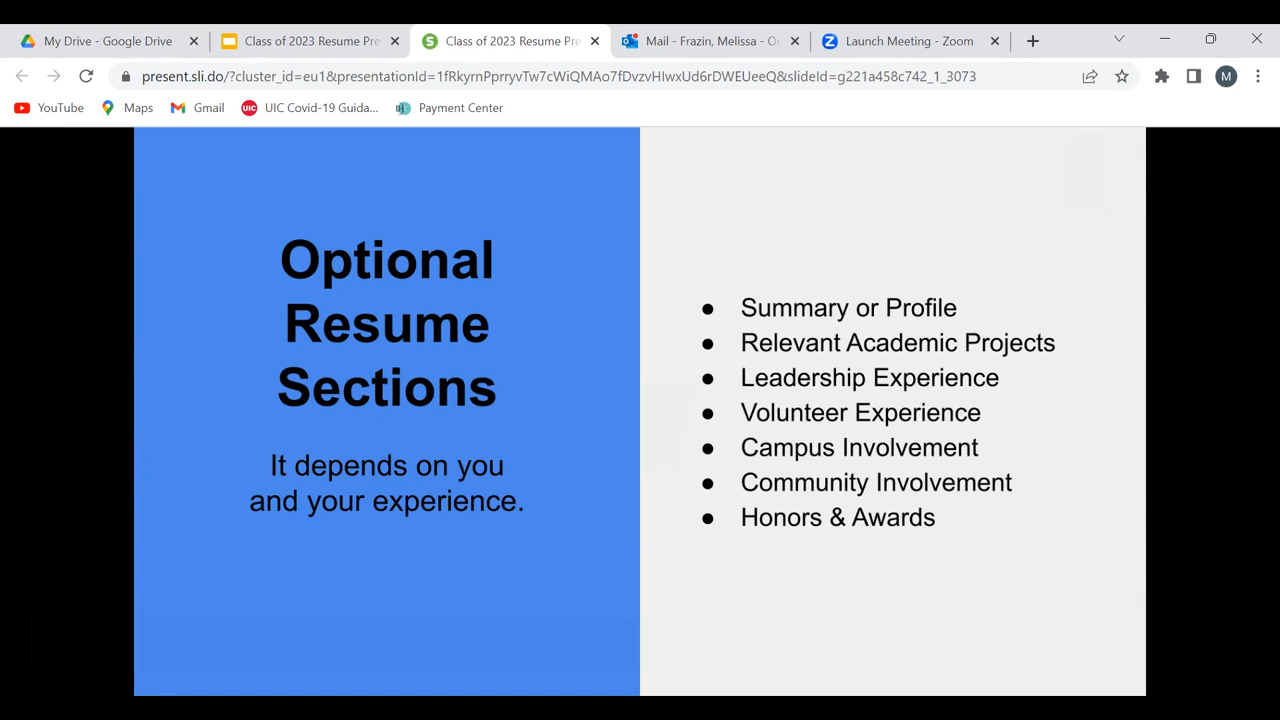 My Drive - Google Drive
Class of 2023 Resume Pre
Class of 2023 Resume Pre
Mail - Frazin, Melissa - Ou
Launch Meeting - Zoom
present.sli.do/?cluster_id=eu1&presentationId=1fRkyrnPprryvTw7cWiQMAo7fDvzvHIwxUd6rDWEUeeQ&slideId=g221a458c742_1_3073
M
YouTube
Maps
Gmail
UIC Covid-19 Guida...
Payment Center
Optional
Resume
Sections
It depends on you
and your experience.
● Summary or Profile
● Relevant Academic Projects
● Leadership Experience
● Volunteer Experience
● Campus Involvement
● Community Involvement
● Honors & Awards